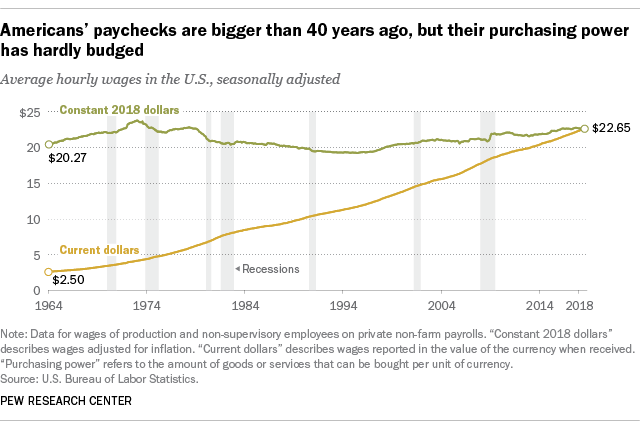 Americans’ paychecks are bigger than 40 years ago, but their purchasing power
has hardly budged
Average hourly wages in the U.S., seasonally adjusted
$25
Constant 2018 dollars
$22.65
20
$20.27
15
10
Current dollars
5
$2.50
Recessions
0
1964 1974 1984 1994 2004 2014 2018
Note: Data for wages of production and non-supervisory employees on private non-farm payrolls. “Constant 2018 dollars”
describes wages adjusted for inflation. “Current dollars” describes wages reported in the value of the currency when received.
“Purchasing power” refers to the amount of goods or services that can be bought per unit of currency.
Source: U.S. Bureau of Labor Statistics.
PEW RESEARCH CENTER